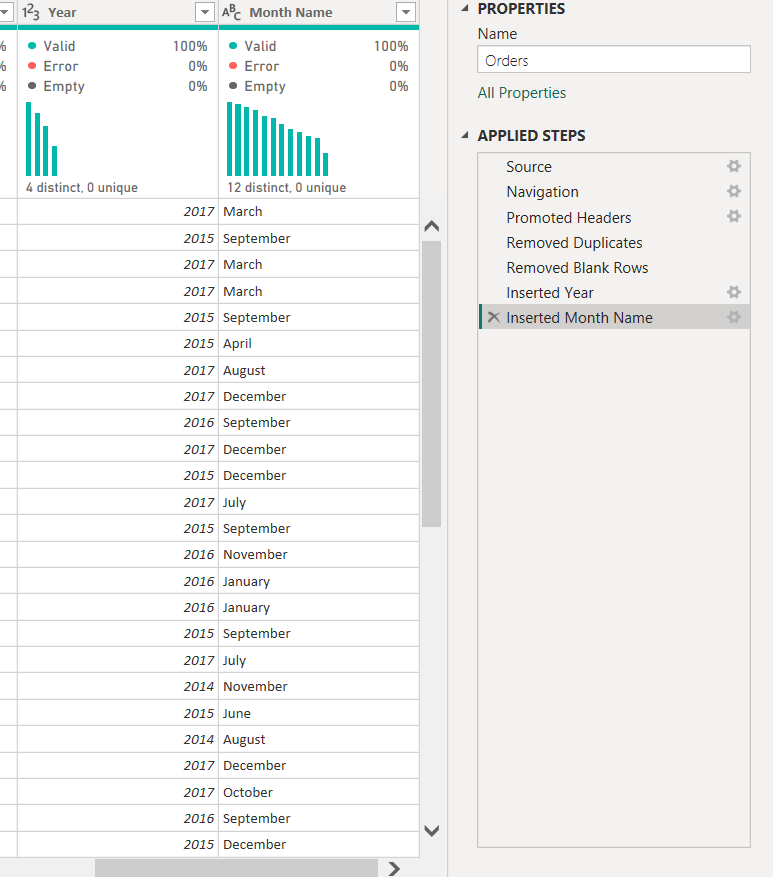 123 Year
ABC Month Name
% Valid 100%
% Error 0%
% Empty 0%
4 distinct, 0 unique
Valid 100%
Error 0%
Empty 0%
12 distinct, 0 unique
2017 March
2015 September
2017 March
2017 March
2015 September
2015 April
2017 August
2017 December
2016 September
2017 December
2015 December
2017 July
2015 September
2016 November
2016 January
2016 January
2015 September
2017 July
2014 November
2015 June
2014 August
2017 December
2017 October
2016 September
2015 December
PROPERTIES
Name
Orders
All Properties
APPLIED STEPS
Source
Navigation
Promoted Headers
Removed Duplicates
Removed Blank Rows
Inserted Year
Inserted Month Name